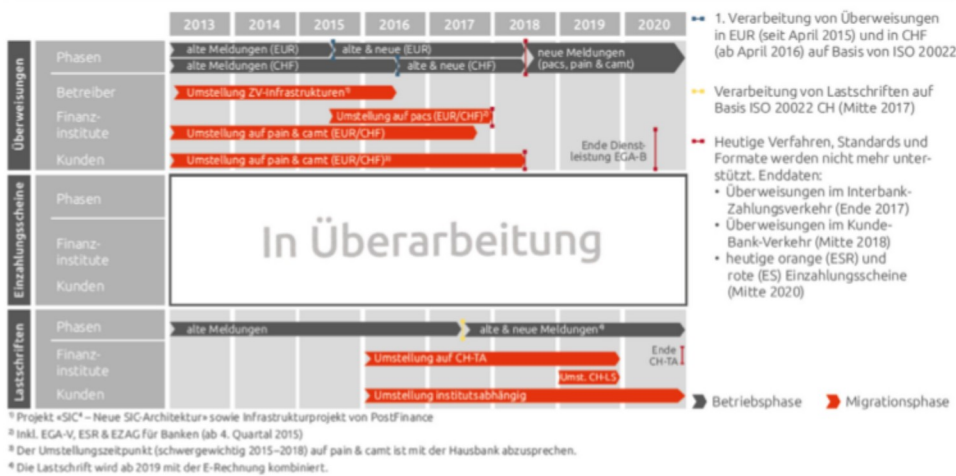 2013 2014 2015 2016 2017 2018 2019 2020
Überweisungen
Phasen
alte Meldungen (EUR)
alte & neue (EUR)
alte Meldungen (CHF)
alte & neue (CHF)
neue Meldungen
(pacs, pain & camt)
Betreiber
Umstellung ZV-Infrastrukturen¹⁾
Finanz-
institute
Umstellung auf pacs (EUR/CHF)²⁾
Umstellung auf pain & camt (EUR/CHF)
Ende Dienst-
leistung EGA-B
Kunden
Umstellung auf pain & camt (EUR/CHF)³⁾
Einzahlungsscheine
Phasen
Finanz-
institute
Kunden
In Überarbeitung
Lastschriften
Phasen
alte Meldungen
alte & neue Meldungen⁴⁾
Finanz-
institute
Umstellung auf CH-TA
Ende
CH-TA
Umst. CH-LS
Kunden
Umstellung institutsabhängig
1. Verarbeitung von Überweisungen
in EUR (seit April 2015) und in CHF
(ab April 2016) auf Basis von ISO 20022
Verarbeitung von Lastschriften auf
Basis ISO 20022 CH (Mitte 2017)
Heutige Verfahren, Standards und
Formate werden nicht mehr unter-
stützt. Enddaten:
• Überweisungen im Interbank-
Zahlungsverkehr (Ende 2017)
• Überweisungen im Kunde-
Bank-Verkehr (Mitte 2018)
• heutige orange (ESR) und
rote (ES) Einzahlungsscheine
(Mitte 2020)
Betriebsphase
Migrationsphase
¹⁾ Projekt «SIC⁴ – Neue SIC-Architektur» sowie Infrastrukturprojekt von PostFinance
²⁾ Inkl. EGA-V, ESR & EZAG für Banken (ab 4. Quartal 2015)
³⁾ Der Umstellungszeitpunkt (schwergewichtig 2015–2018) auf pain & camt ist mit der Hausbank abzusprechen.
⁴⁾ Die Lastschrift wird ab 2019 mit der E-Rechnung kombiniert.